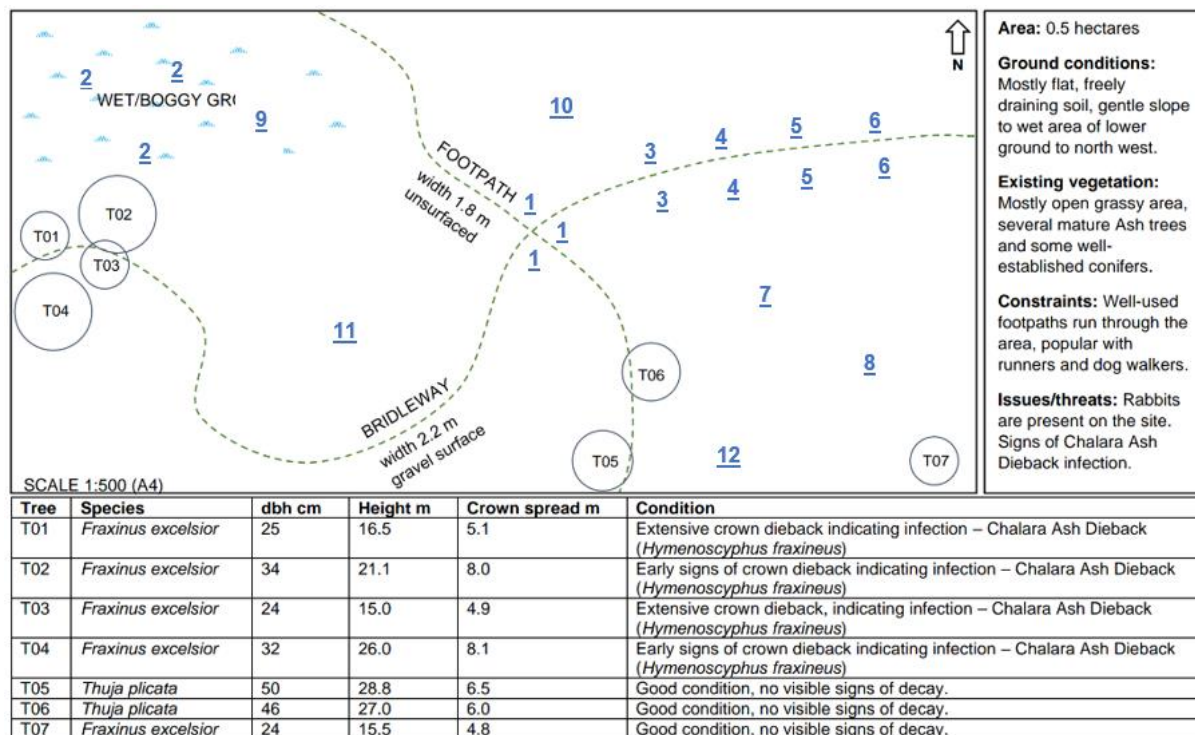 N
2 2
WET/BOGGY GR
9
2
10
3 4 5 6
3 4 5 6
FOOTPATH
width 1.8 m
unsurfaced
1
1
1
T01
T02
T03
T04
11
7
8
T06
BRIDLEWAY
width 2.2 m
gravel surface
T05
12
T07
SCALE 1:500 (A4)
Area: 0.5 hectares
Ground conditions:
Mostly flat, freely
draining soil, gentle slope
to wet area of lower
ground to north west.
Existing vegetation:
Mostly open grassy area,
several mature Ash trees
and some well-
established conifers.
Constraints: Well-used
footpaths run through the
area, popular with
runners and dog walkers.
Issues/threats: Rabbits
are present on the site.
Signs of Chalara Ash
Dieback infection.
Tree Species dbh cm Height m Crown spread m Condition
T01 Fraxinus excelsior 25 16.5 5.1 Extensive crown dieback indicating infection – Chalara Ash Dieback
(Hymenoscyphus fraxineus)
T02 Fraxinus excelsior 34 21.1 8.0 Early signs of crown dieback indicating infection – Chalara Ash Dieback
(Hymenoscyphus fraxineus)
T03 Fraxinus excelsior 24 15.0 4.9 Extensive crown dieback, indicating infection – Chalara Ash Dieback
(Hymenoscyphus fraxineus)
T04 Fraxinus excelsior 32 26.0 8.1 Early signs of crown dieback indicating infection – Chalara Ash Dieback
(Hymenoscyphus fraxineus)
T05 Thuja plicata 50 28.8 6.5 Good condition, no visible signs of decay.
T06 Thuja plicata 46 27.0 6.0 Good condition, no visible signs of decay.
T07 Fraxinus excelsior 24 15.5 4.8 Good condition, no visible signs of decay.